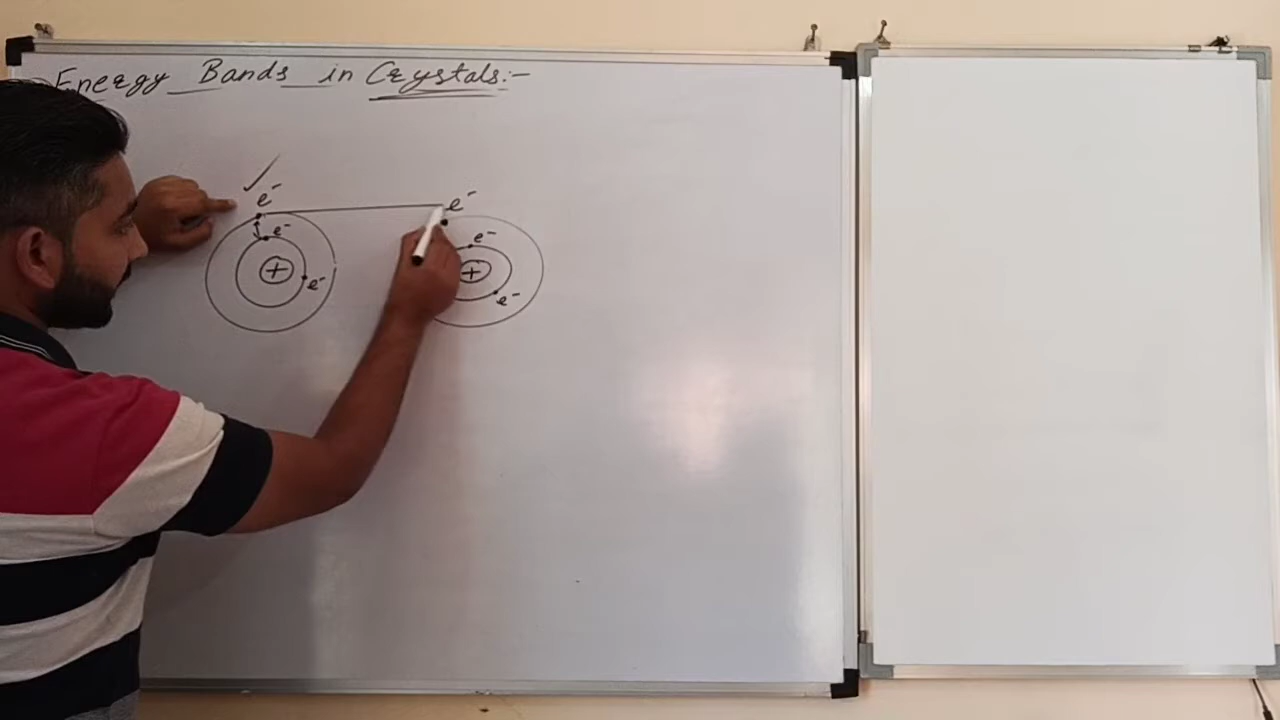 Energy Bands in Crystals:-
e⁻ e⁻
e⁻ e⁻
+ e⁻ + e⁻